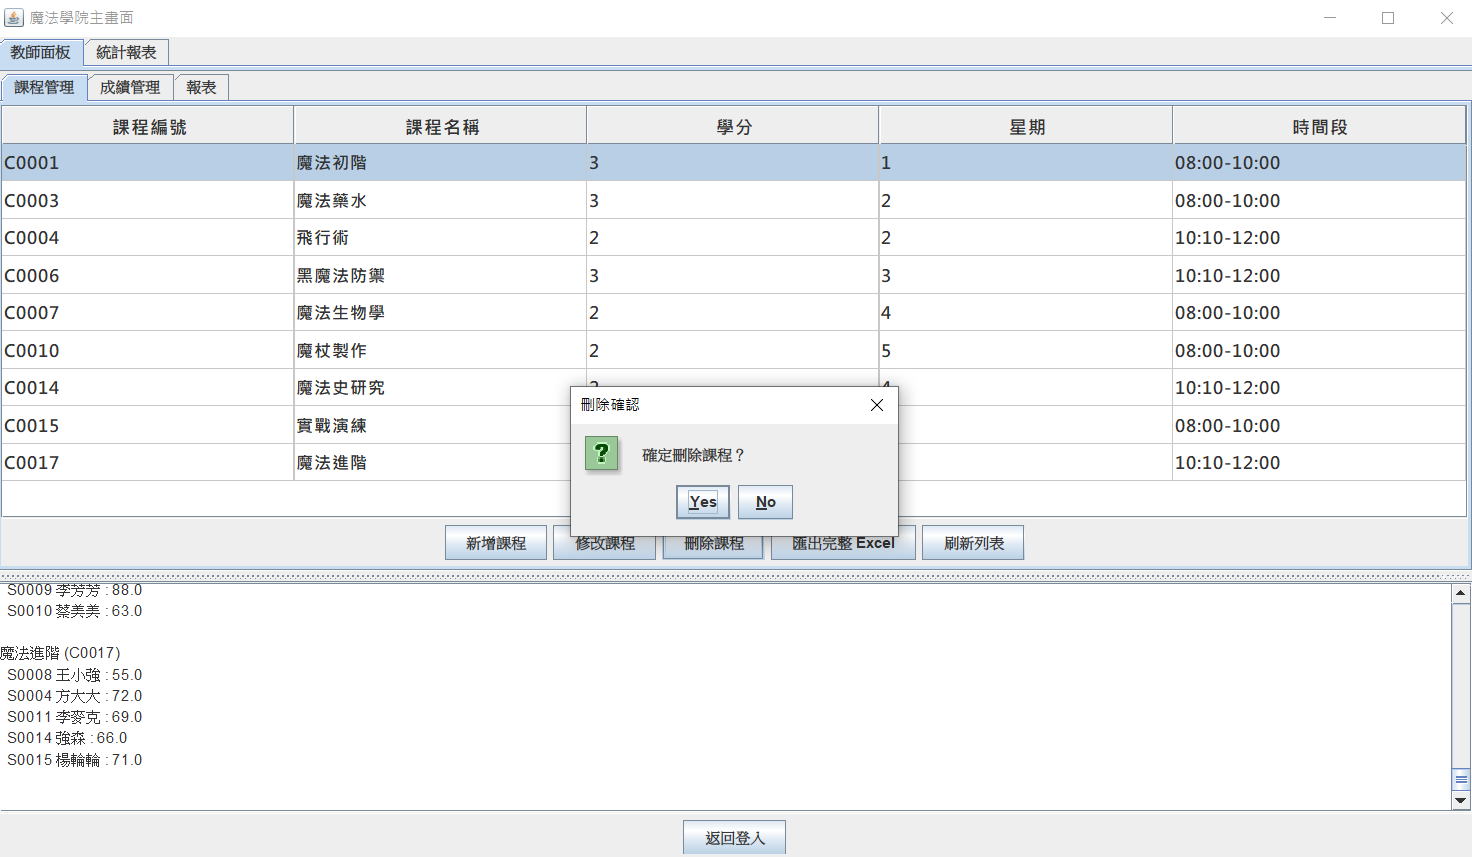 魔法學院主畫面
教師面板 統計報表
課程管理 成績管理 報表
課程編號 課程名稱 學分 星期 時間段
C0001 魔法初階 3 1 08:00-10:00
C0003 魔法藥水 3 2 08:00-10:00
C0004 飛行術 2 2 10:10-12:00
C0006 黑魔法防禦 3 3 10:10-12:00
C0007 魔法生物學 2 4 08:00-10:00
C0010 魔杖製作 2 5 08:00-10:00
C0014 魔法史研究 10:10-12:00
C0015 實戰演練 08:00-10:00
C0017 魔法進階 10:10-12:00
刪除確認
確定刪除課程？
Yes No
新增課程 修改課程 刪除課程 匯出完整 Excel 刷新列表
S0009 李芳芳 : 88.0
S0010 蔡美美 : 63.0
魔法進階 (C0017)
S0008 王小強 : 55.0
S0004 方大大 : 72.0
S0011 李麥克 : 69.0
S0014 強森 : 66.0
S0015 楊輪輪 : 71.0
返回登入